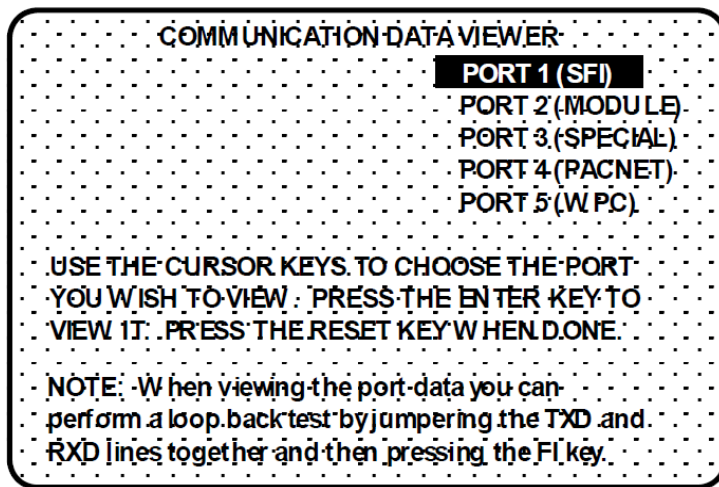 COMMUNICATION DATA VIEWER
PORT 1 (SFI)
PORT 2 (MODULE)
PORT 3 (SPECIAL)
PORT 4 (PACNET)
PORT 5 (W PC)
USE THE CURSOR KEYS TO CHOOSE THE PORT
YOU WISH TO VIEW. PRESS THE ENTER KEY TO
VIEW IT. PRESS THE RESET KEY WHEN DONE.
NOTE: When viewing the port data you can
perform a loop back test by jumpering the TXD and
RXD lines together and then pressing the FI key.